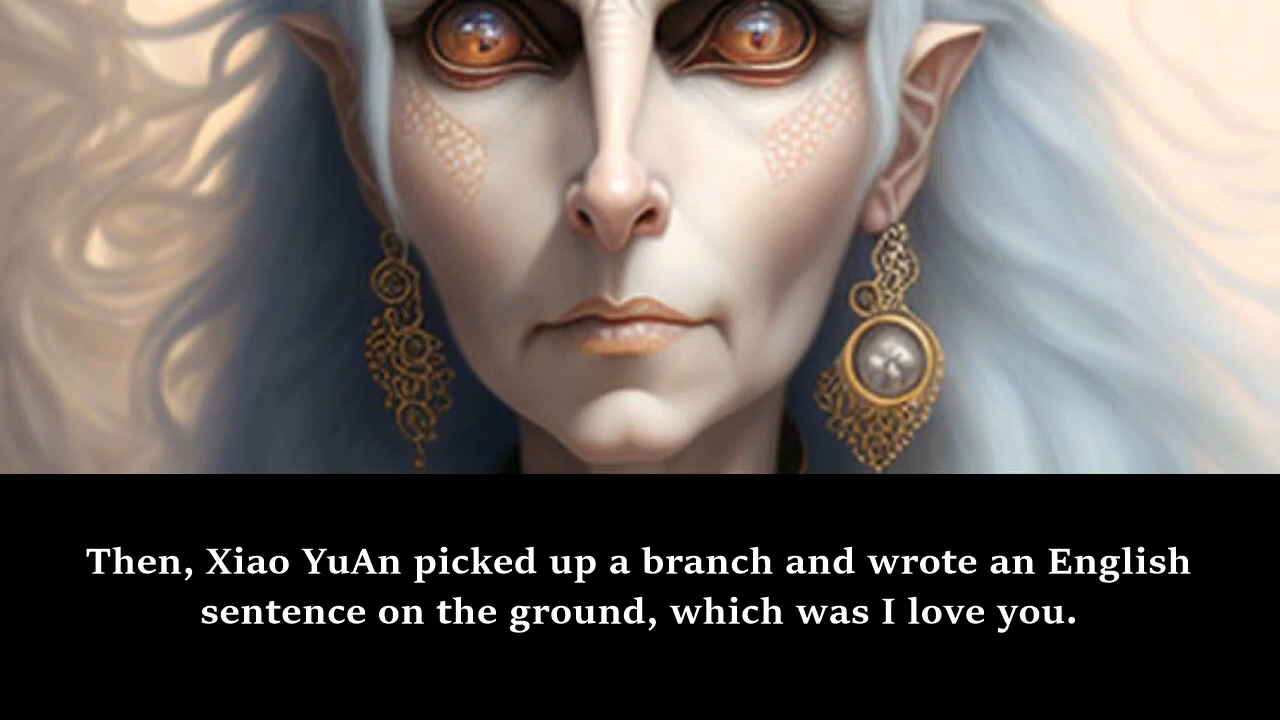 Then, Xiao YuAn picked up a branch and wrote an English
sentence on the ground, which was I love you.